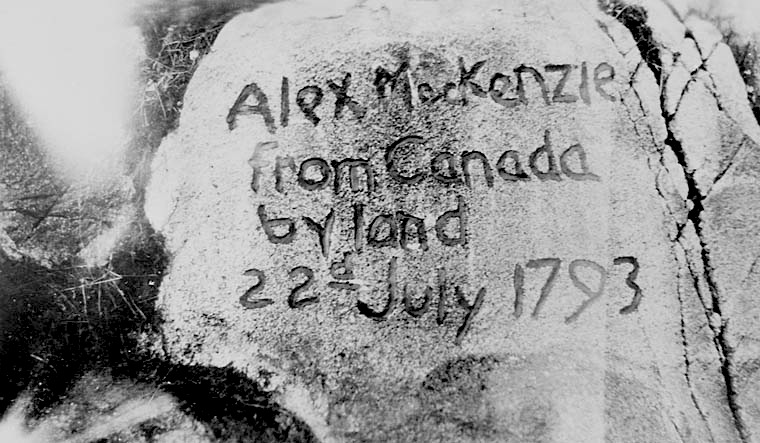 Alex MacKenzie
from Canada
by land
22d July 1793